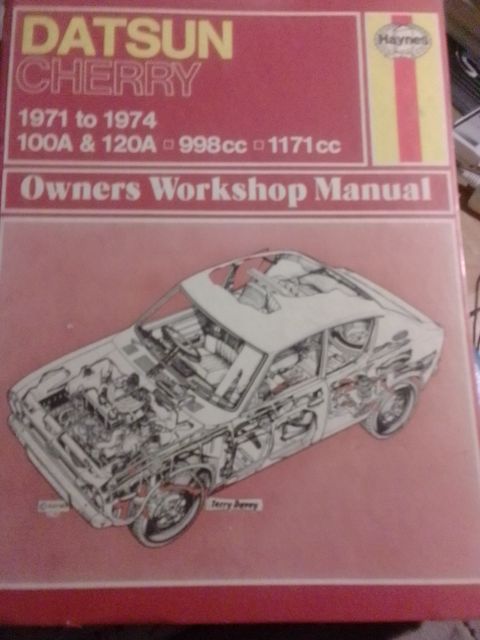 DATSUN
Haynes
CHERRY
1971 to 1974
100A & 120A ▫ 998cc ▫ 1171cc
Owners Workshop Manual
Terry Davey